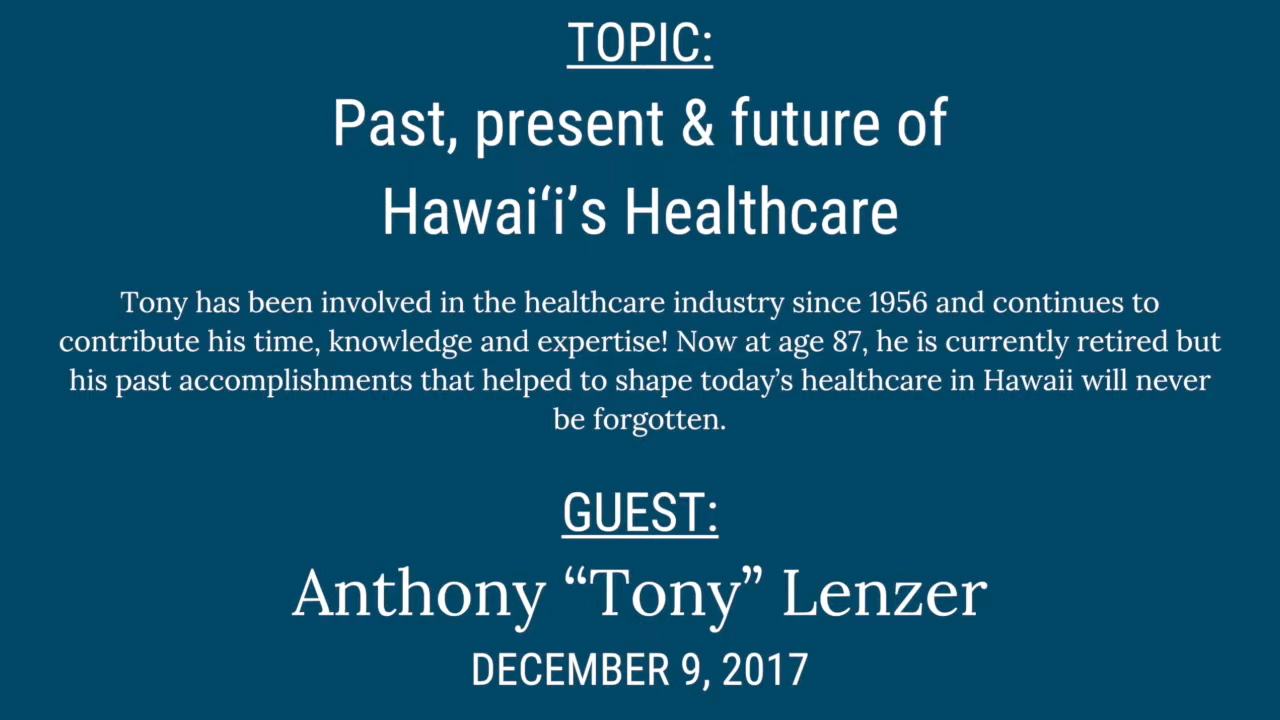 TOPIC:
Past, present & future of
Hawai‘i’s Healthcare
Tony has been involved in the healthcare industry since 1956 and continues to
contribute his time, knowledge and expertise! Now at age 87, he is currently retired but
his past accomplishments that helped to shape today’s healthcare in Hawaii will never
be forgotten.
GUEST:
Anthony “Tony” Lenzer
DECEMBER 9, 2017